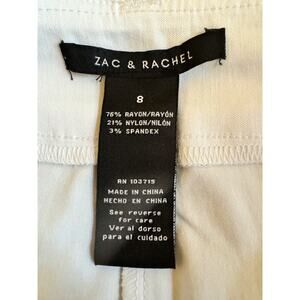 ZAC & RACHEL
8
76% RAYON/RAYÓN
21% NYLON/NILÓN
3% SPANDEX
RN 103719
MADE IN CHINA
HECHO EN CHINA
See reverse
for care
Ver al dorso
para el cuidado